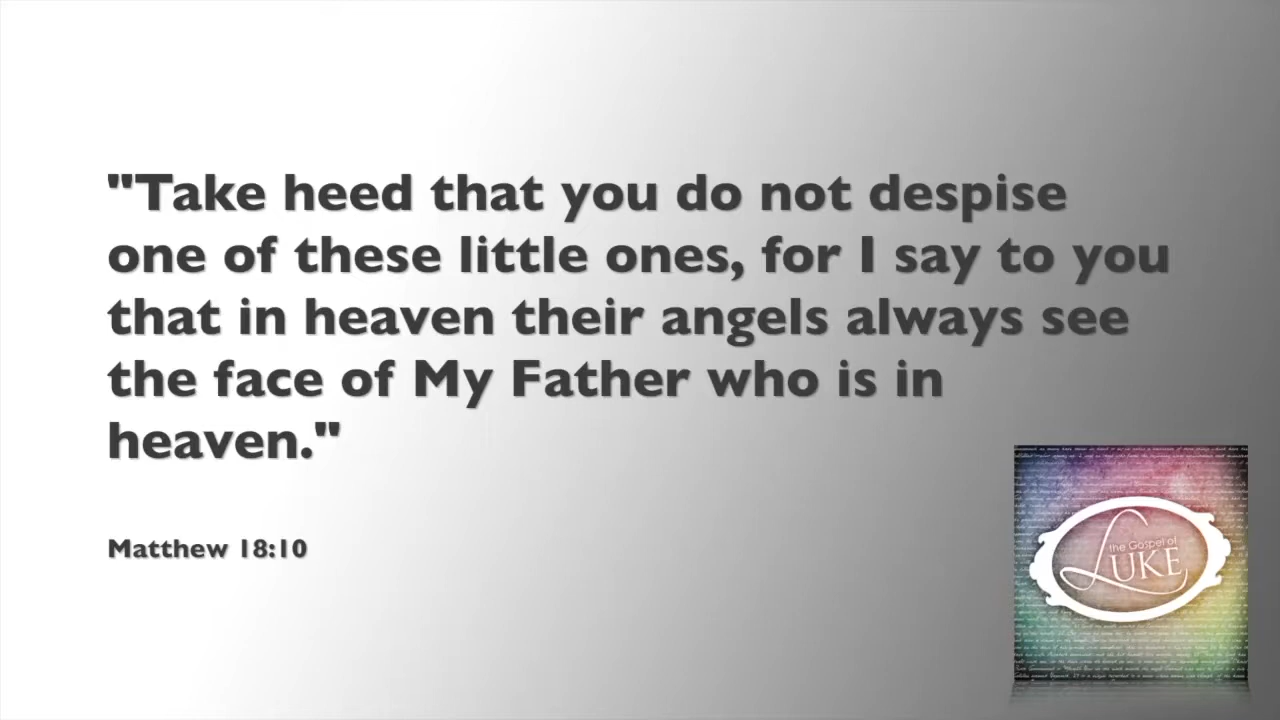 "Take heed that you do not despise
one of these little ones, for I say to you
that in heaven their angels always see
the face of My Father who is in
heaven."
Matthew 18:10
the Gospel of
LUKE